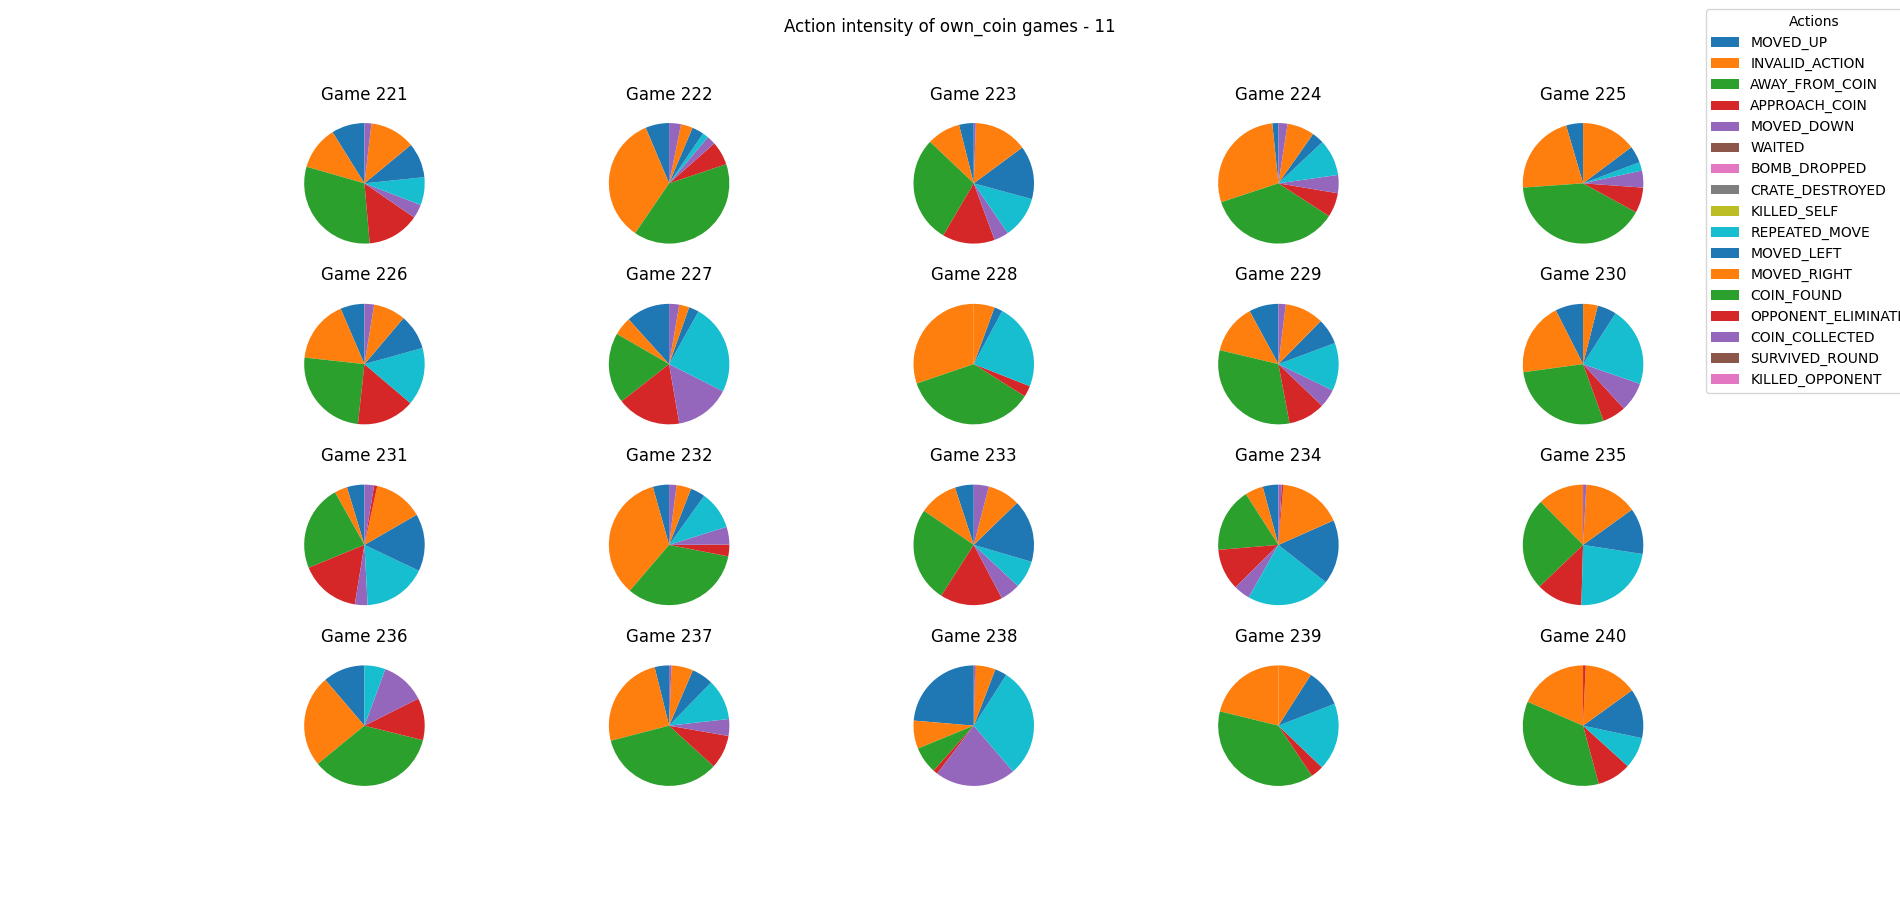 Action intensity of own_coin games - 11
Game 221
Game 222
Game 223
Game 224
Game 225
Game 226
Game 227
Game 228
Game 229
Game 230
Game 231
Game 232
Game 233
Game 234
Game 235
Game 236
Game 237
Game 238
Game 239
Game 240
Actions
MOVED_UP
INVALID_ACTION
AWAY_FROM_COIN
APPROACH_COIN
MOVED_DOWN
WAITED
BOMB_DROPPED
CRATE_DESTROYED
KILLED_SELF
REPEATED_MOVE
MOVED_LEFT
MOVED_RIGHT
COIN_FOUND
OPPONENT_ELIMINAT
COIN_COLLECTED
SURVIVED_ROUND
KILLED_OPPONENT